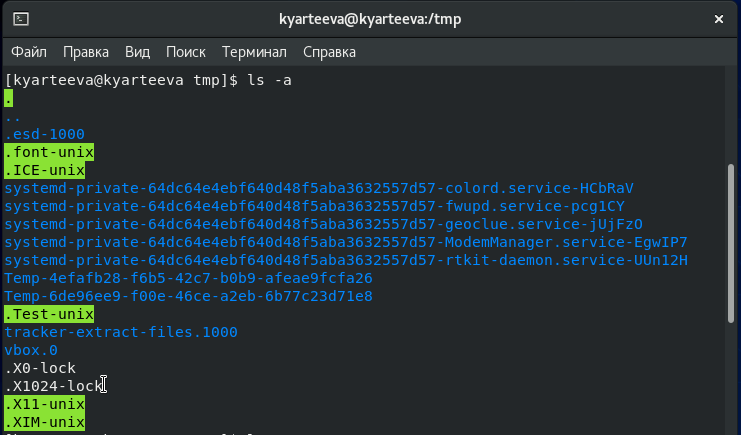 kyarteeva@kyarteeva:/tmp
Файл Правка Вид Поиск Терминал Справка
[kyarteeva@kyarteeva tmp]$ ls -a
.
..
.esd-1000
.font-unix
.ICE-unix
systemd-private-64dc64e4ebf640d48f5aba3632557d57-colord.service-HCbRaV
systemd-private-64dc64e4ebf640d48f5aba3632557d57-fwupd.service-pcg1CY
systemd-private-64dc64e4ebf640d48f5aba3632557d57-geoclue.service-jUjFzO
systemd-private-64dc64e4ebf640d48f5aba3632557d57-ModemManager.service-EgwIP7
systemd-private-64dc64e4ebf640d48f5aba3632557d57-rtkit-daemon.service-UUn12H
Temp-4efafb28-f6b5-42c7-b0b9-afeae9fcfa26
Temp-6de96ee9-f00e-46ce-a2eb-6b77c23d71e8
.Test-unix
tracker-extract-files.1000
vbox.0
.X0-lock
.X1024-lock
.X11-unix
.XIM-unix